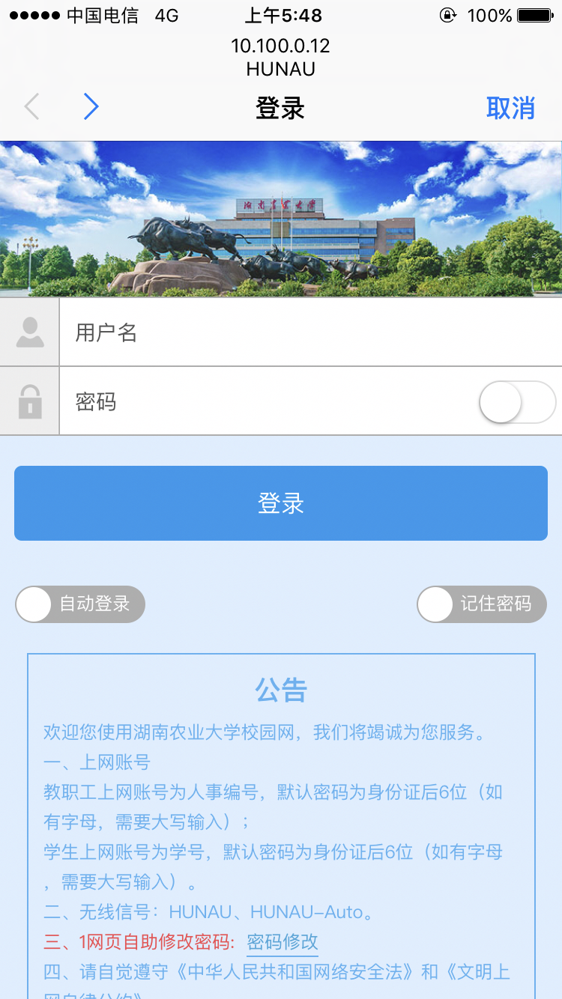 中国电信 4G 上午5:48 100%
10.100.0.12
HUNAU
登录 取消
湖南农业大学
用户名
密码
登录
自动登录 记住密码
公告
欢迎您使用湖南农业大学校园网，我们将竭诚为您服务。
一、上网账号
教职工上网账号为人事编号，默认密码为身份证后6位（如
有字母，需要大写输入）；
学生上网账号为学号，默认密码为身份证后6位（如有字母
，需要大写输入）。
二、无线信号：HUNAU、HUNAU-Auto。
三、1网页自助修改密码: 密码修改
四、请自觉遵守《中华人民共和国网络安全法》和《文明上
网自律公约》